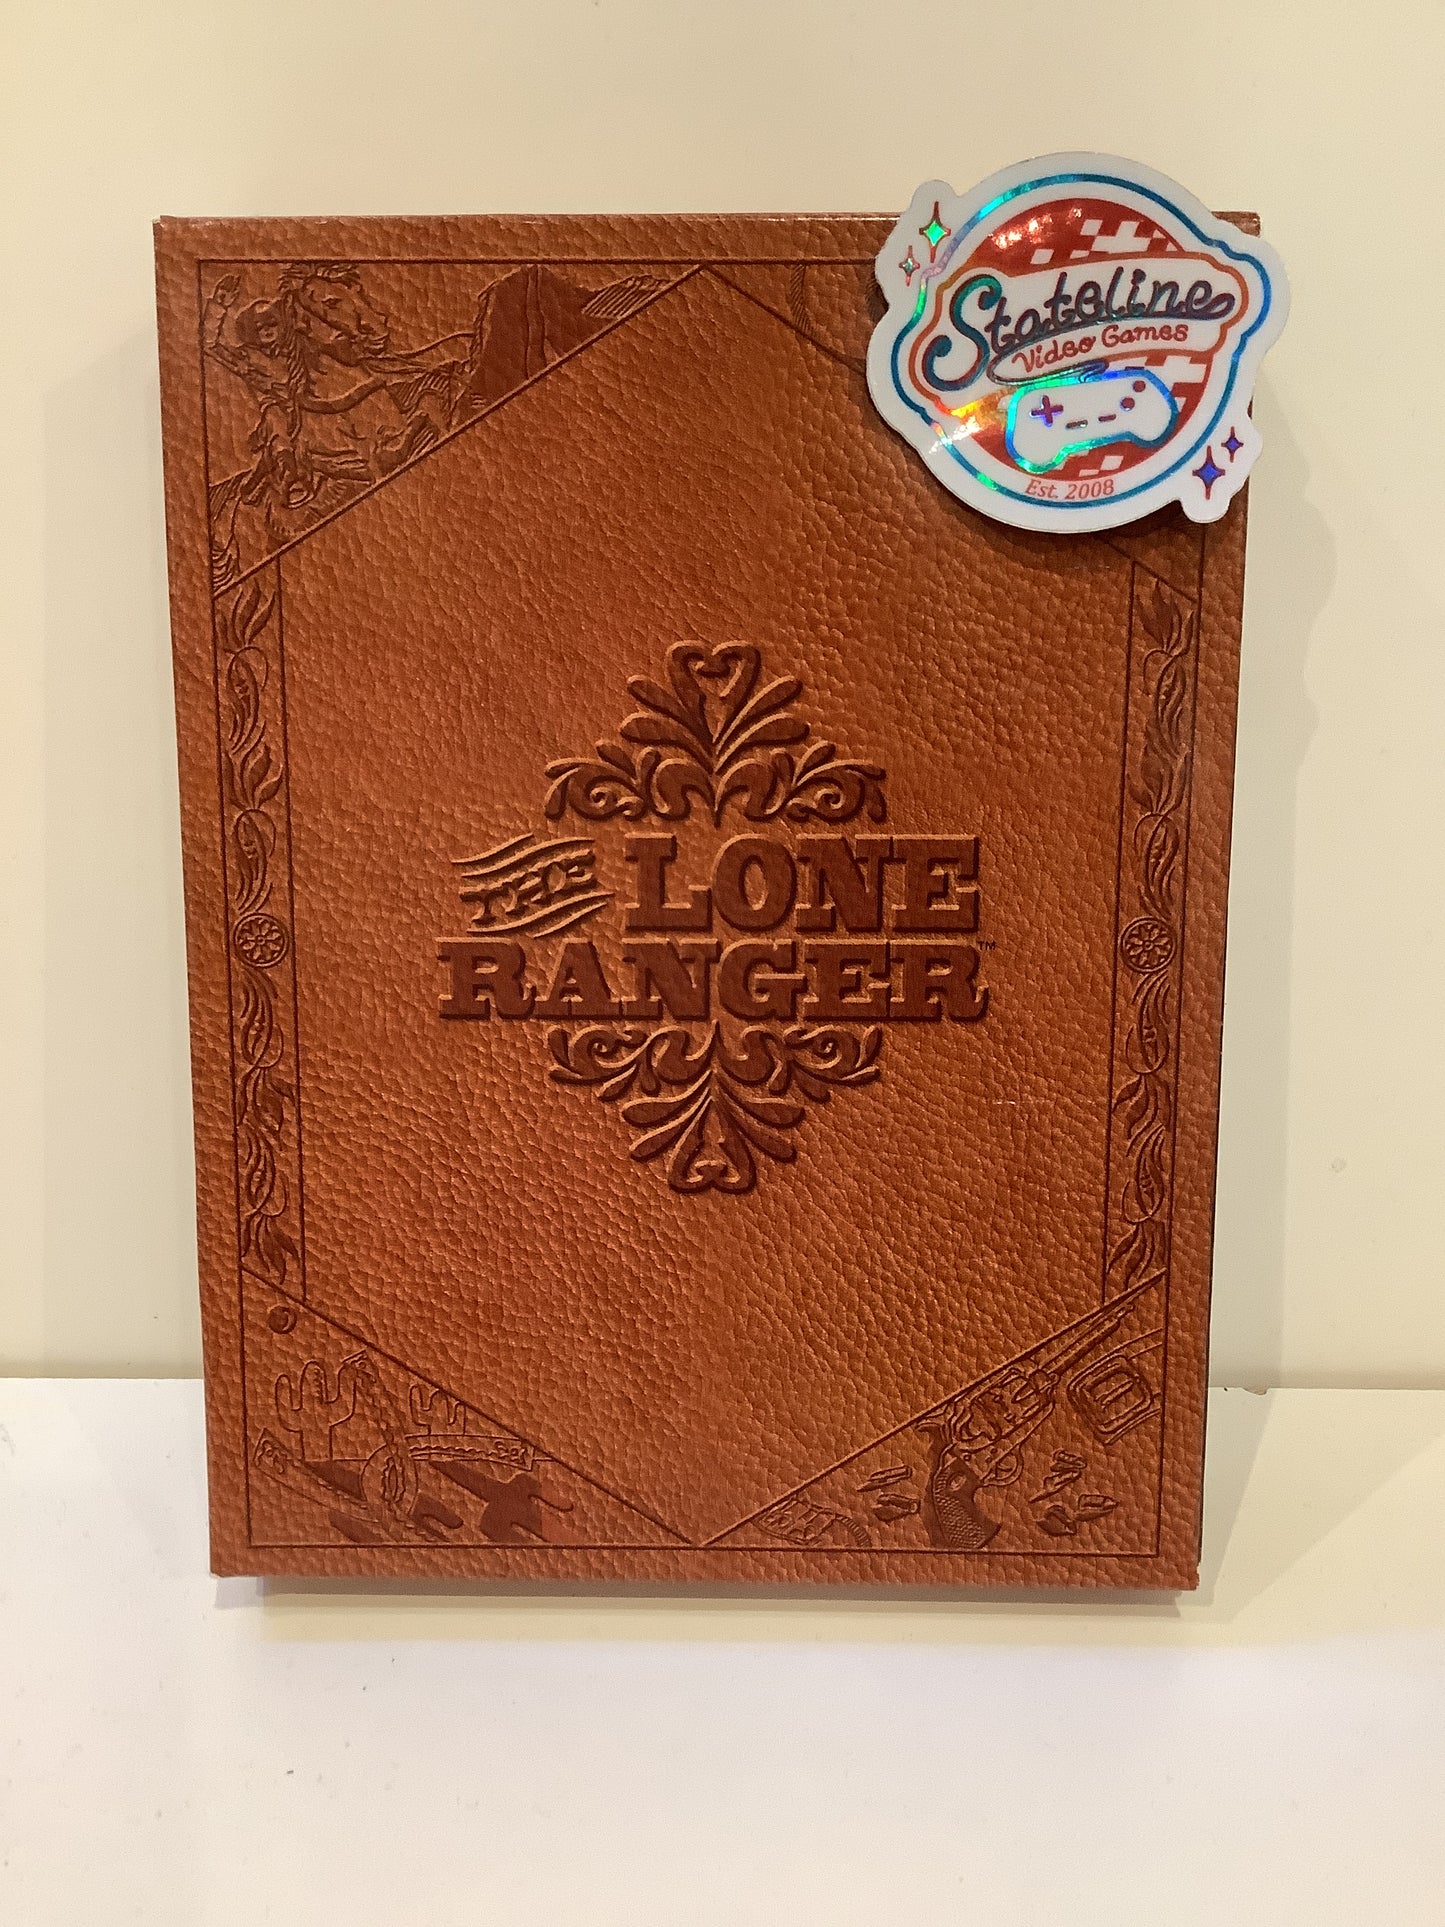 Stateline
Video Games
Est. 2008
THE LONE
RANGER™